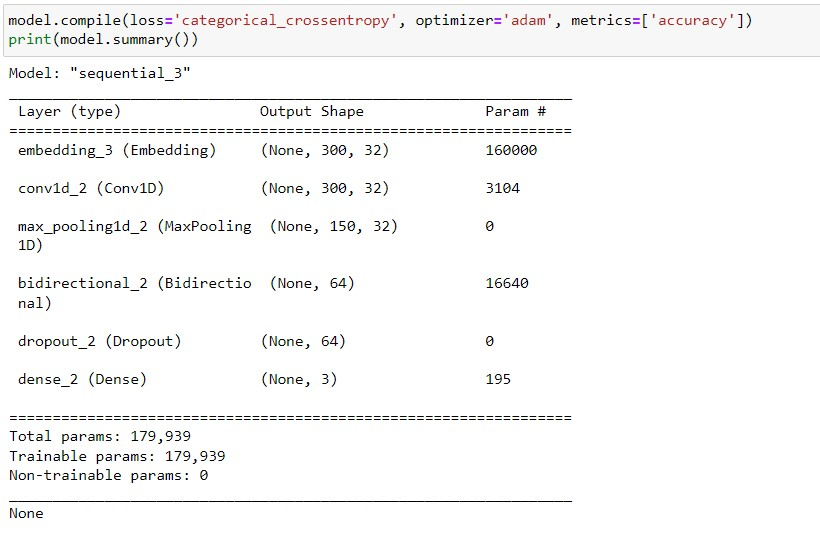 model.compile(loss='categorical_crossentropy', optimizer='adam', metrics=['accuracy'])
print(model.summary())
Model: "sequential_3"
_________________________________________________________________
Layer (type) Output Shape Param #
=================================================================
embedding_3 (Embedding) (None, 300, 32) 160000
conv1d_2 (Conv1D) (None, 300, 32) 3104
max_pooling1d_2 (MaxPooling (None, 150, 32) 0
1D)
bidirectional_2 (Bidirectio (None, 64) 16640
nal)
dropout_2 (Dropout) (None, 64) 0
dense_2 (Dense) (None, 3) 195
=================================================================
Total params: 179,939
Trainable params: 179,939
Non-trainable params: 0
_________________________________________________________________
None